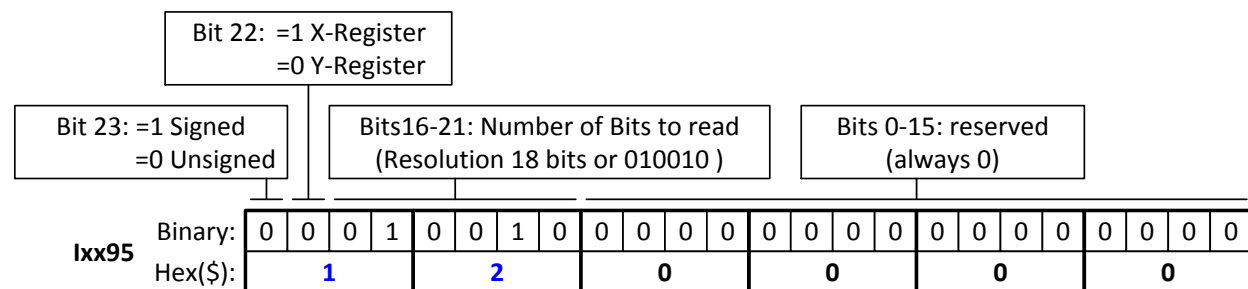 Bit 22: =1 X-Register
=0 Y-Register
Bit 23: =1 Signed
=0 Unsigned
Bits16-21: Number of Bits to read
(Resolution 18 bits or 010010 )
Bits 0-15: reserved
(always 0)
Ixx95
Binary: 0 0 0 1 0 0 1 0 0 0 0 0 0 0 0 0 0 0 0 0 0 0 0 0
Hex($): 1 2 0 0 0 0